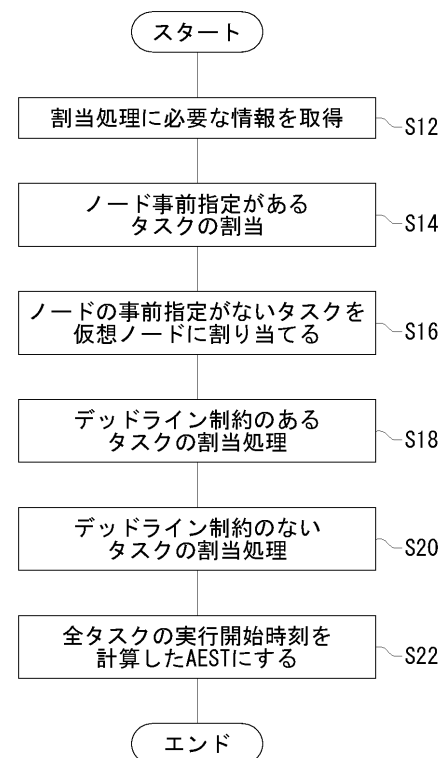 スタート
割当処理に必要な情報を取得
S12
ノード事前指定がある
タスクの割当
S14
ノードの事前指定がないタスクを
仮想ノードに割り当てる
S16
デッドライン制約のある
タスクの割当処理
S18
デッドライン制約のない
タスクの割当処理
S20
全タスクの実行開始時刻を
計算したAESTにする
S22
エンド